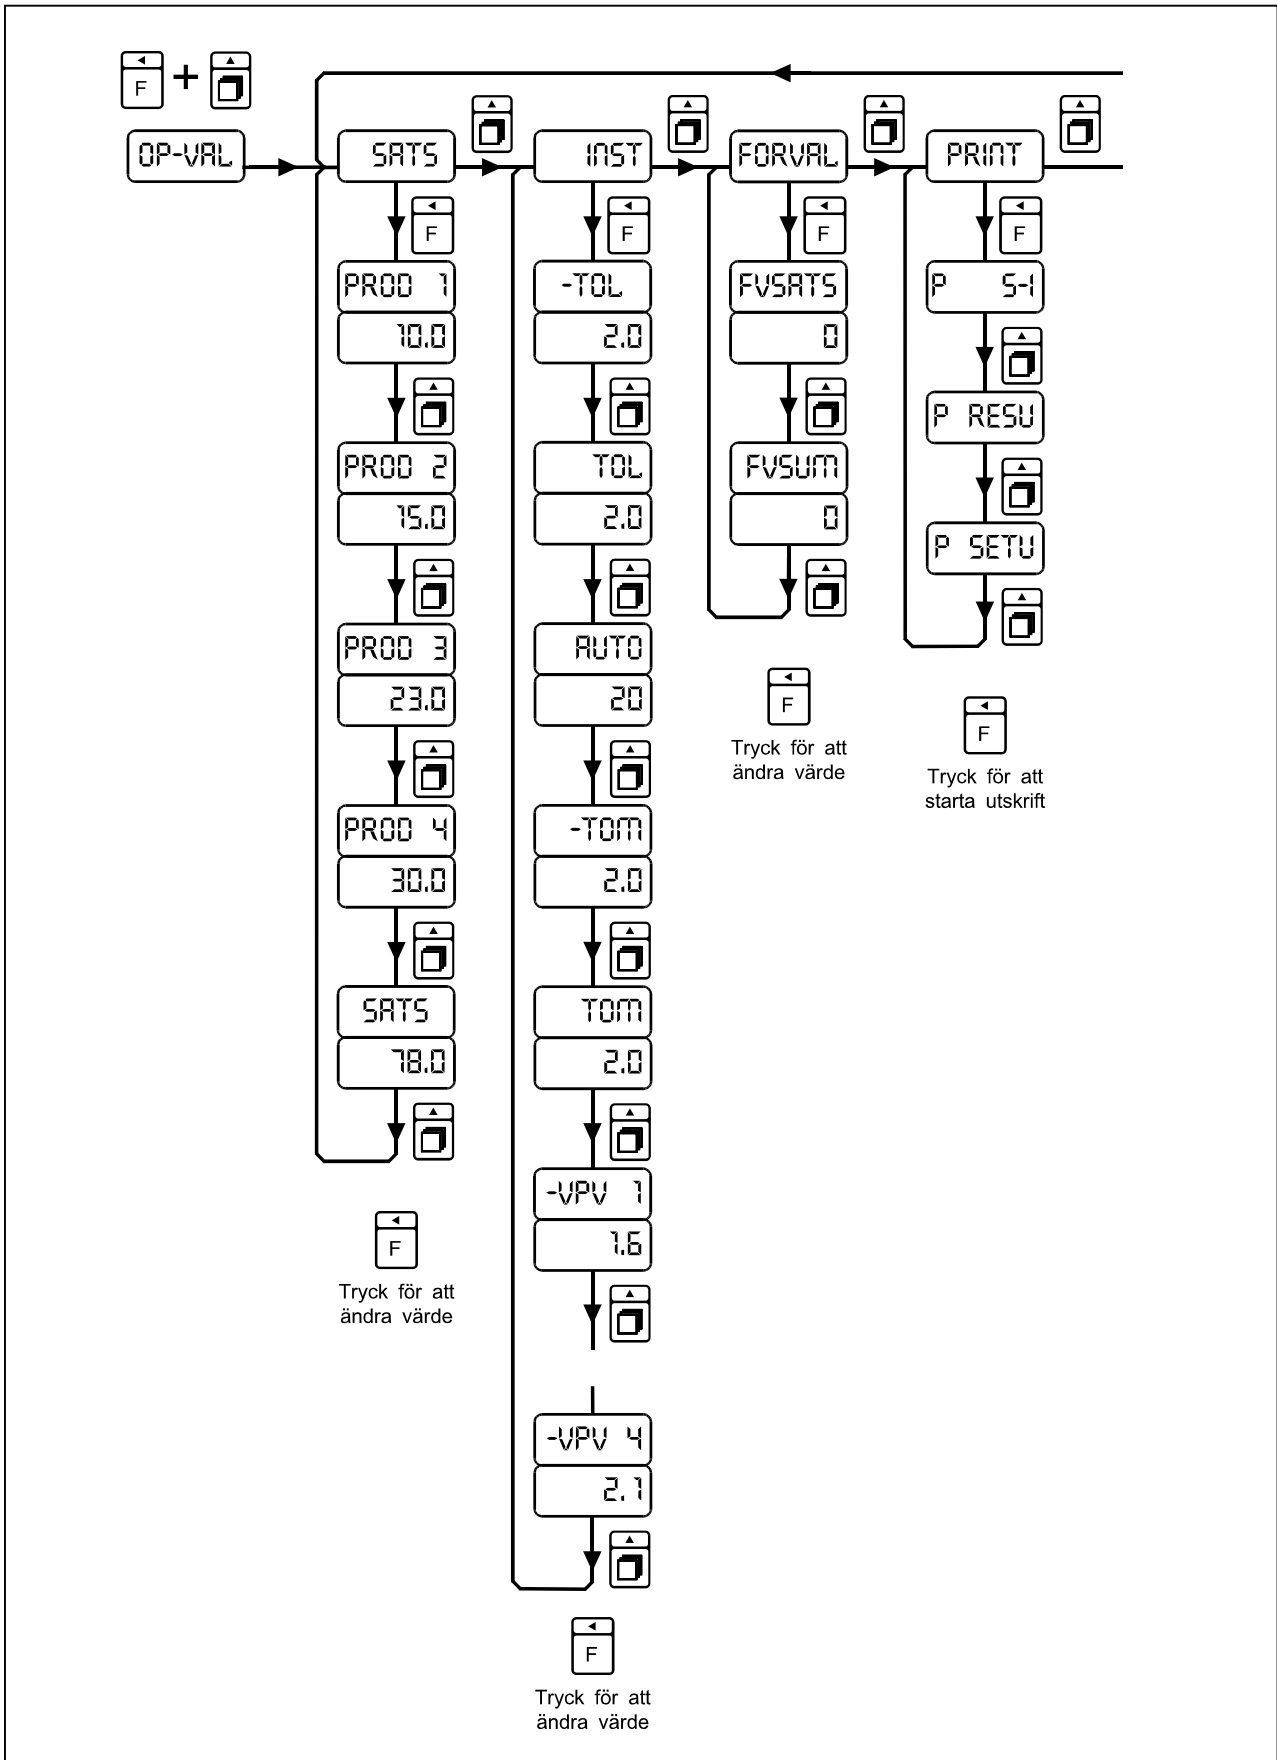 F
+
OP-VAL
SATS
INST
FORVAL
PRINT
F
F
F
F
PROD 1
10.0
PROD 2
15.0
PROD 3
23.0
PROD 4
30.0
SATS
78.0
F
Tryck för att
ändra värde
-TOL
2.0
TOL
2.0
AUTO
20
-TOM
2.0
TOM
2.0
-VPV 1
1.6
-VPV 4
2.1
F
Tryck för att
ändra värde
FVSATS
0
FVSUM
0
F
Tryck för att
ändra värde
P S-1
P RESU
P SETU
F
Tryck för att
starta utskrift